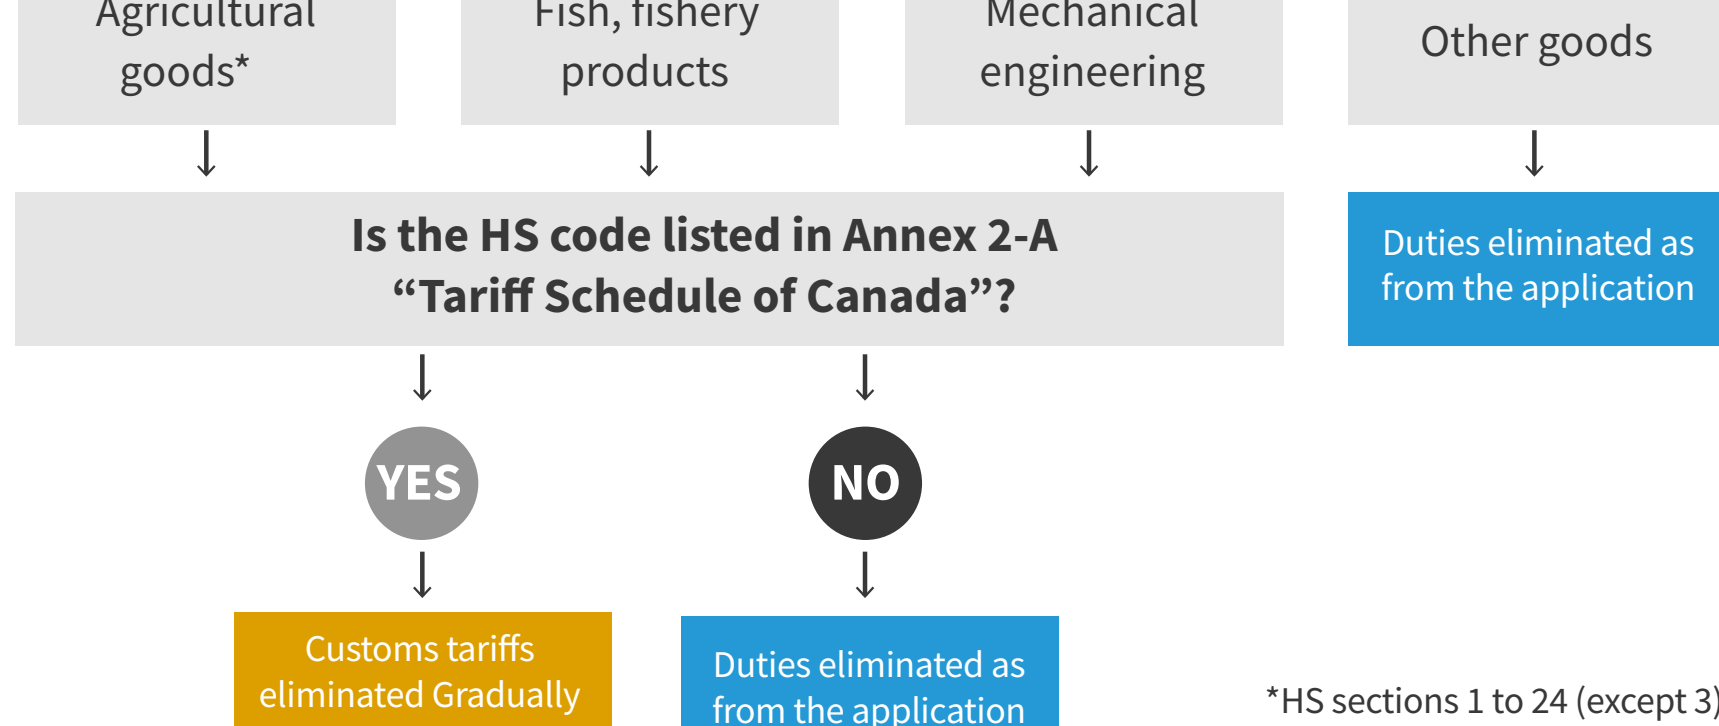 Agricultural
goods*
Fish, fishery
products
Mechanical
engineering
Other goods
Is the HS code listed in Annex 2-A
“Tariff Schedule of Canada”?
Duties eliminated as
from the application
YES
NO
Customs tariffs
eliminated Gradually
Duties eliminated as
from the application
*HS sections 1 to 24 (except 3)